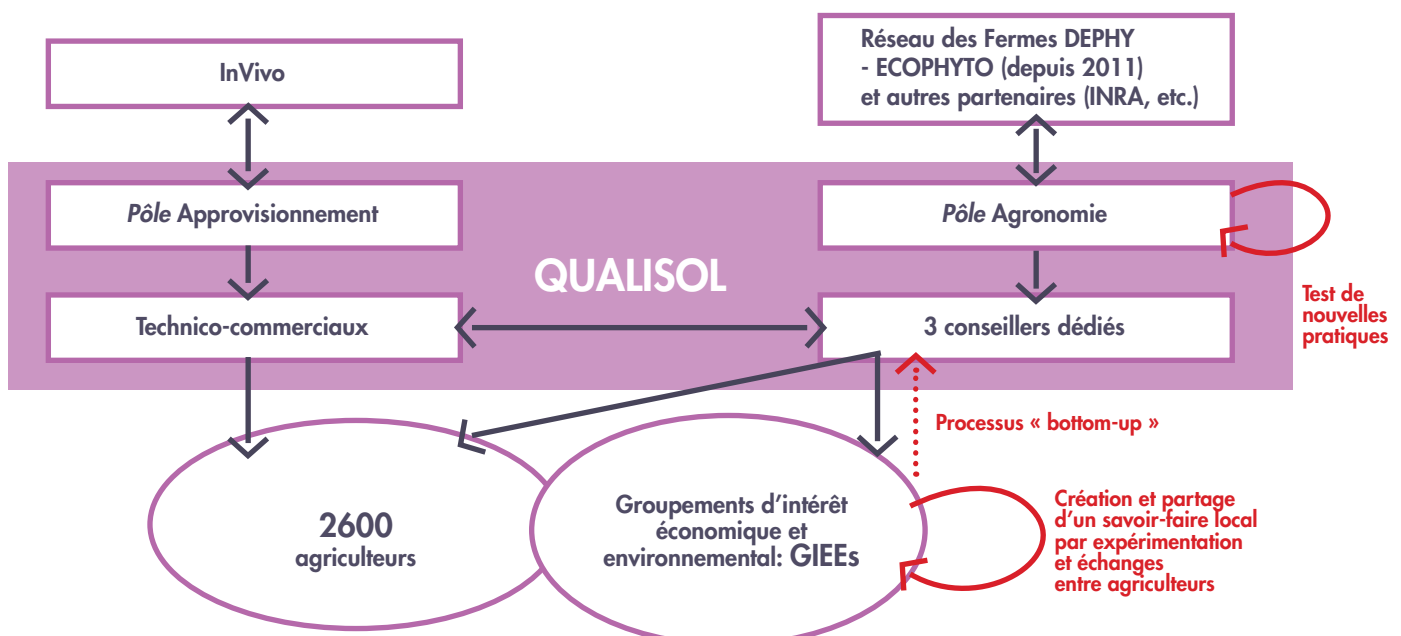 InVivo
Réseau des Fermes DEPHY
- ECOPHYTO (depuis 2011)
et autres partenaires (INRA, etc.)
Pôle Approvisionnement
Pôle Agronomie
QUALISOL
Technico-commerciaux
3 conseillers dédiés
Test de
nouvelles
pratiques
Processus « bottom-up »
2600
agriculteurs
Groupements d’intérêt
économique et
environnemental: GIEEs
Création et partage
d’un savoir-faire local
par expérimentation
et échanges
entre agriculteurs